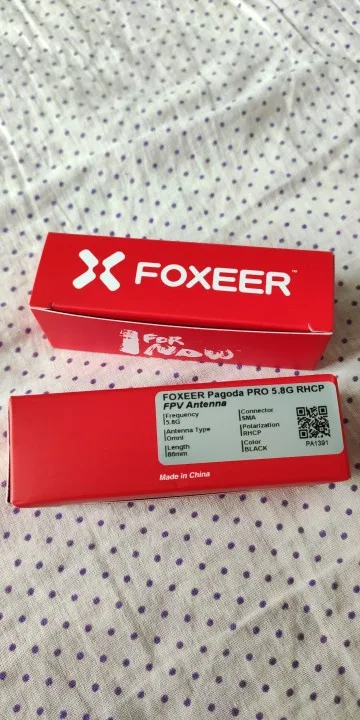 FOXEER™
FOR
NOW
FOXEER Pagoda PRO 5.8G RHCP
FPV Antenna
Frequency
5.8G
Connector
SMA
Antenna Type
Omni
Polarization
RHCP
Length
86mm
Color
BLACK
PA1391
Made in China